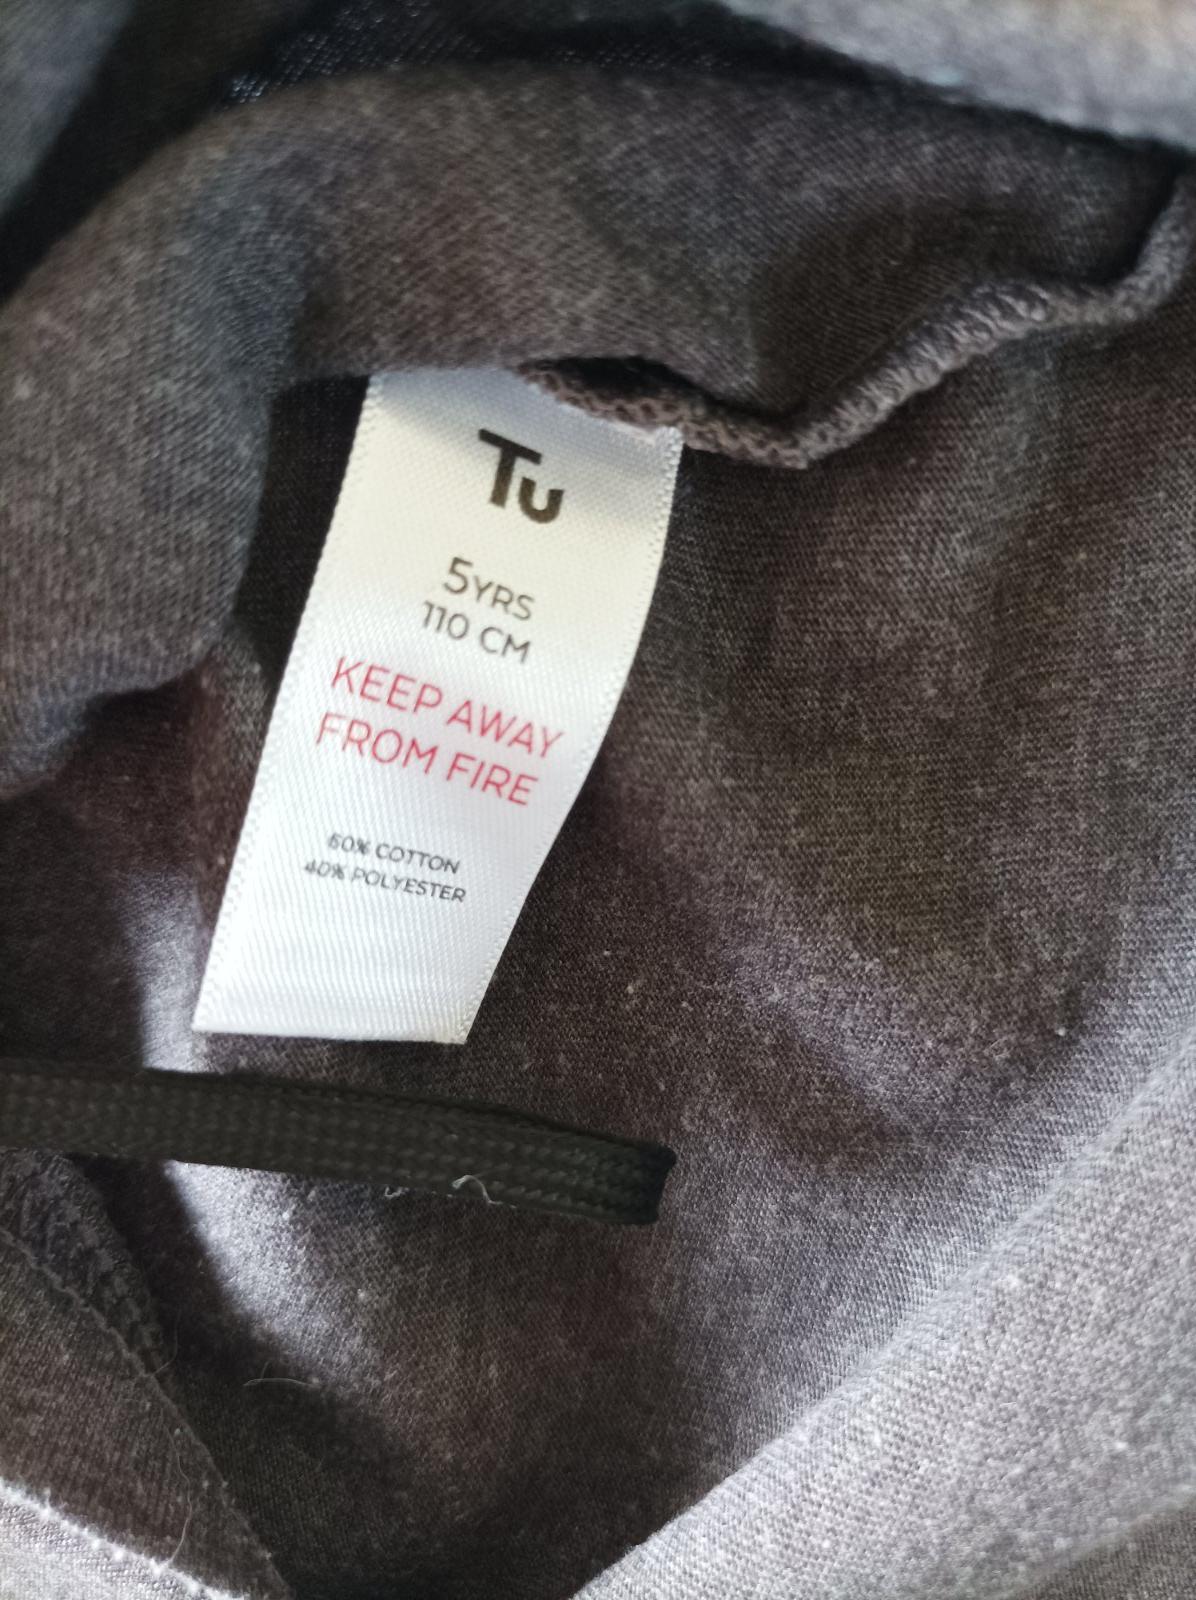 Tu
5YRS
110 CM
KEEP AWAY
FROM FIRE
60% COTTON
40% POLYESTER